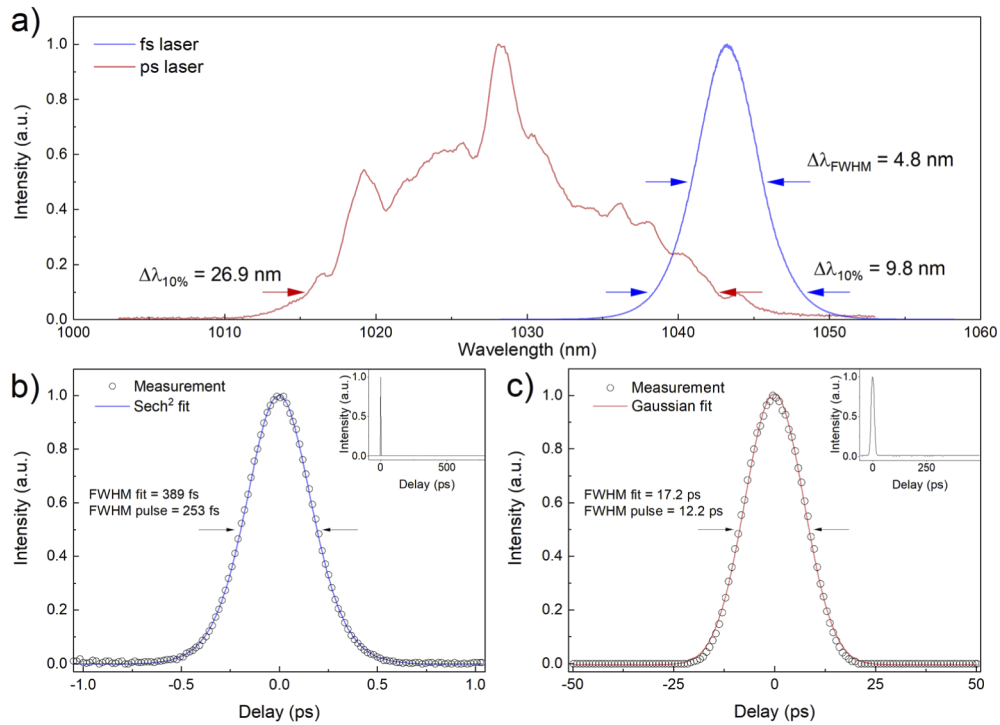 a)
fs laser
ps laser
Intensity (a.u.)
1.0
0.8
0.6
0.4
0.2
0.0
Δλ10% = 26.9 nm
ΔλFWHM = 4.8 nm
Δλ10% = 9.8 nm
1000 1010 1020 1030 1040 1050 1060
Wavelength (nm)
b)
Measurement
Sech² fit
FWHM fit = 389 fs
FWHM pulse = 253 fs
Intensity (a.u.)
1.0
0.8
0.6
0.4
0.2
0.0
-1.0 -0.5 0.0 0.5 1.0
Delay (ps)
Intensity (a.u.)
1.0
0.5
0.0
0 500
Delay (ps)
c)
Measurement
Gaussian fit
FWHM fit = 17.2 ps
FWHM pulse = 12.2 ps
Intensity (a.u.)
1.0
0.8
0.6
0.4
0.2
0.0
-50 -25 0 25 50
Delay (ps)
Intensity (a.u.)
1.0
0.5
0.0
0 250
Delay (ps)